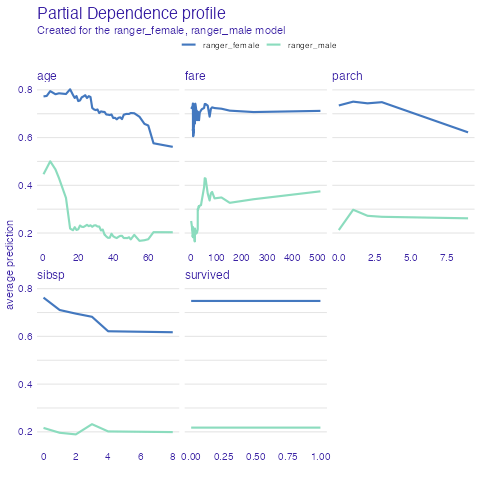 Partial Dependence profile
Created for the ranger_female, ranger_male model
ranger_female ranger_male
age fare parch
0.8
0.6
0.4
0.2
0 20 40 60 0 100 200 300 400 500 0.0 2.5 5.0 7.5
average prediction
sibsp survived
0.8
0.6
0.4
0.2
0 2 4 6 8 0.00 0.25 0.50 0.75 1.00